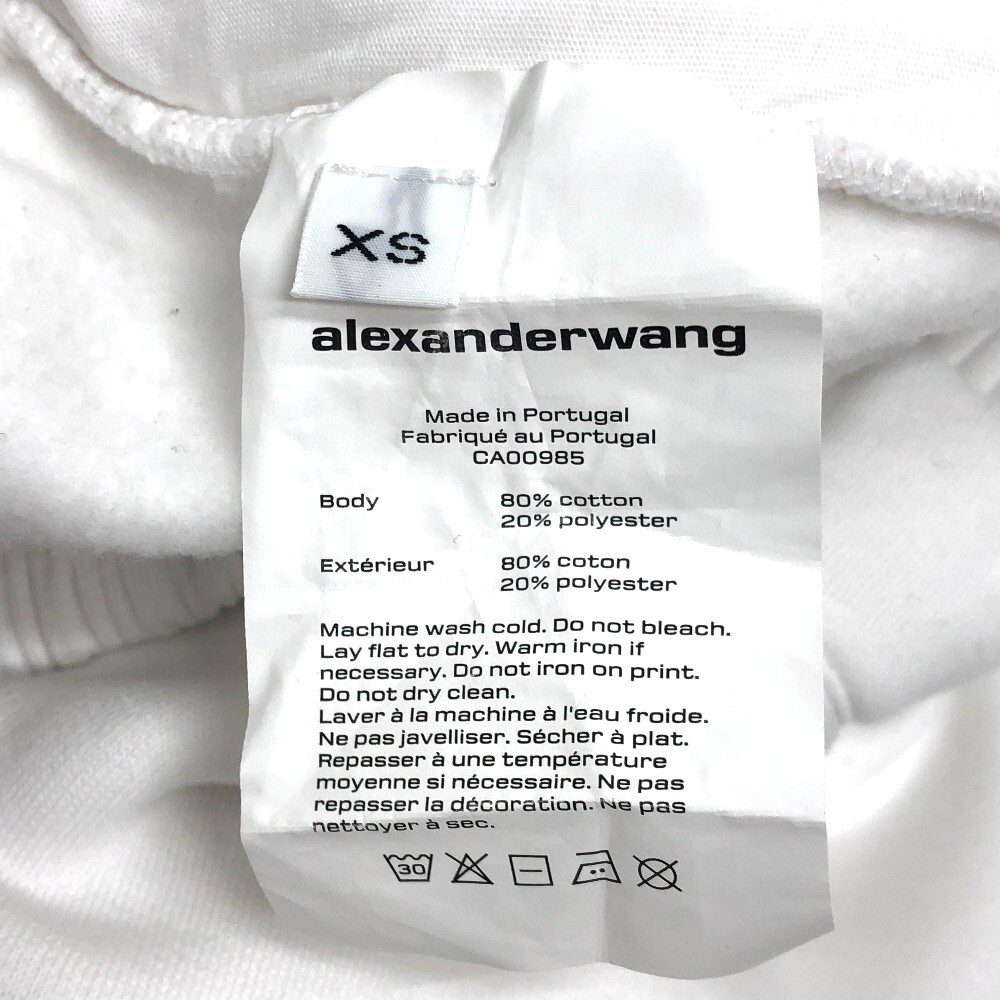 XS
alexanderwang
Made in Portugal
Fabriqué au Portugal
CA00985
Body 80% cotton
20% polyester
Extérieur 80% coton
20% polyester
Machine wash cold. Do not bleach.
Lay flat to dry. Warm iron if
necessary. Do not iron on print.
Do not dry clean.
Laver à la machine à l'eau froide.
Ne pas javelliser. Sécher à plat.
Repasser à une température
moyenne si nécessaire. Ne pas
repasser la décoration. Ne pas
nettoyer à sec.
30